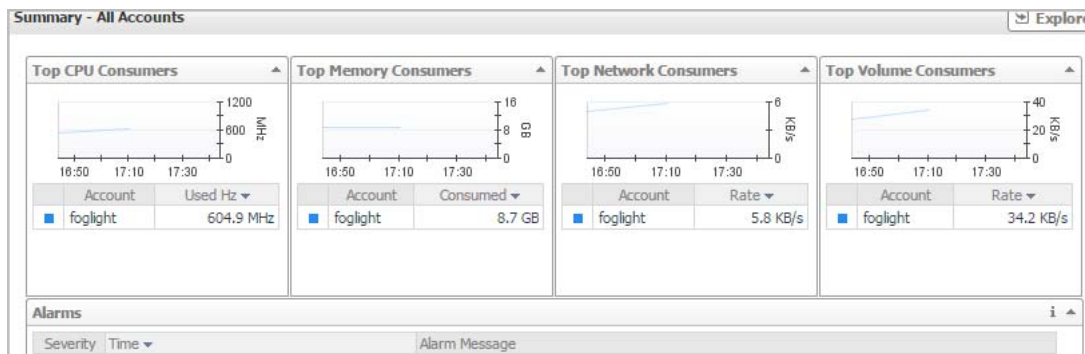 Summary - All Accounts
Explore
Top CPU Consumers
1200
600
0
MHz
16:50 17:10 17:30
Account Used Hz
foglight 604.9 MHz
Top Memory Consumers
16
8
0
GB
16:50 17:10 17:30
Account Consumed
foglight 8.7 GB
Top Network Consumers
6
0
KB/s
16:50 17:10 17:30
Account Rate
foglight 5.8 KB/s
Top Volume Consumers
40
20
0
KB/s
16:50 17:10 17:30
Account Rate
foglight 34.2 KB/s
Alarms i
Severity Time Alarm Message